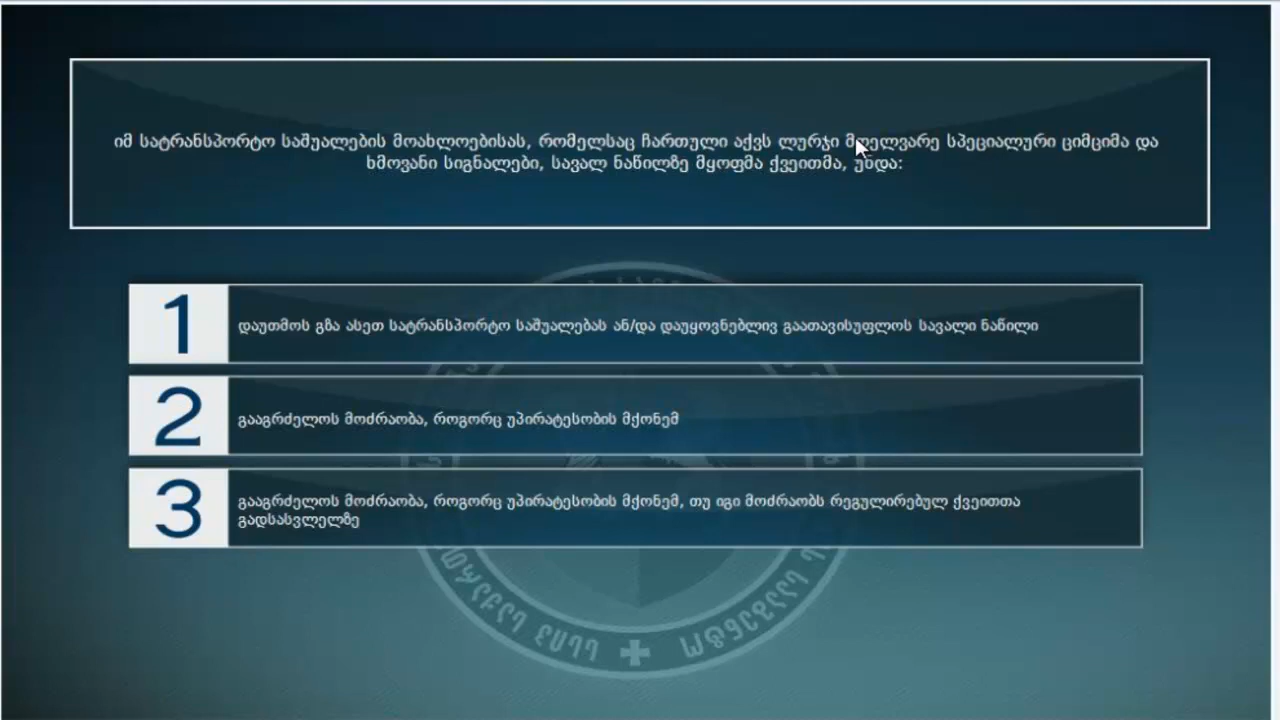 იმ სატრანსპორტო საშუალების მოახლოებისას, რომელსაც ჩართული აქვს ლურჯი მოელვარე სპეციალური ციმციმა და
ხმოვანი სიგნალები, სავალ ნაწილზე მყოფმა ქვეითმა, უნდა:
1
დაუთმოს გზა ასეთ სატრანსპორტო საშუალებას ან/და დაუყოვნებლივ გაათავისუფლოს სავალი ნაწილი
2
გააგრძელოს მოძრაობა, როგორც უპირატესობის მქონემ
3
გააგრძელოს მოძრაობა, როგორც უპირატესობის მქონემ, თუ იგი მოძრაობს რეგულირებულ ქვეითთა
გადსასვლელზე